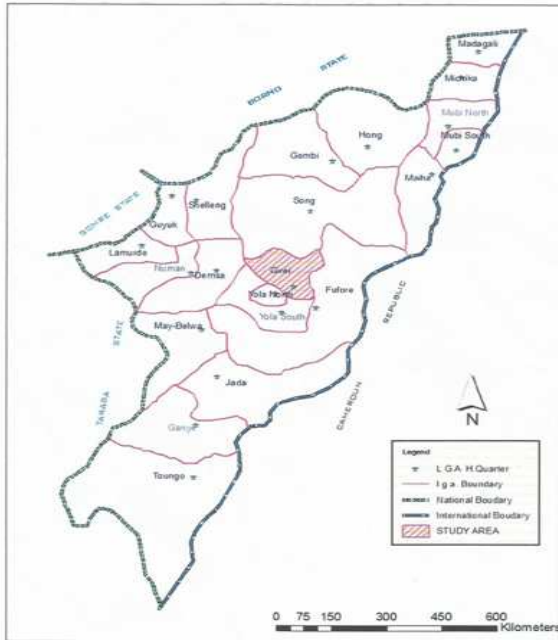 Madagali
Michika
Mubi North
Mubi South
BORNO STATE
Hong
Gombi
Maiha
Shelleng
Song
Guyuk
Lamurde
Numan
Demsa
Girei
Yola North
Fufore
Yola South
May-Belwa
STATE
REPUBLIC
Jada
CAMEROUN
TARABA
Ganye
Toungo
N
Legend
L G A H.Quarter
l g a Boundary
National Boudary
International Boudary
STUDY AREA
0 75 150 300 450 600
Kilometers